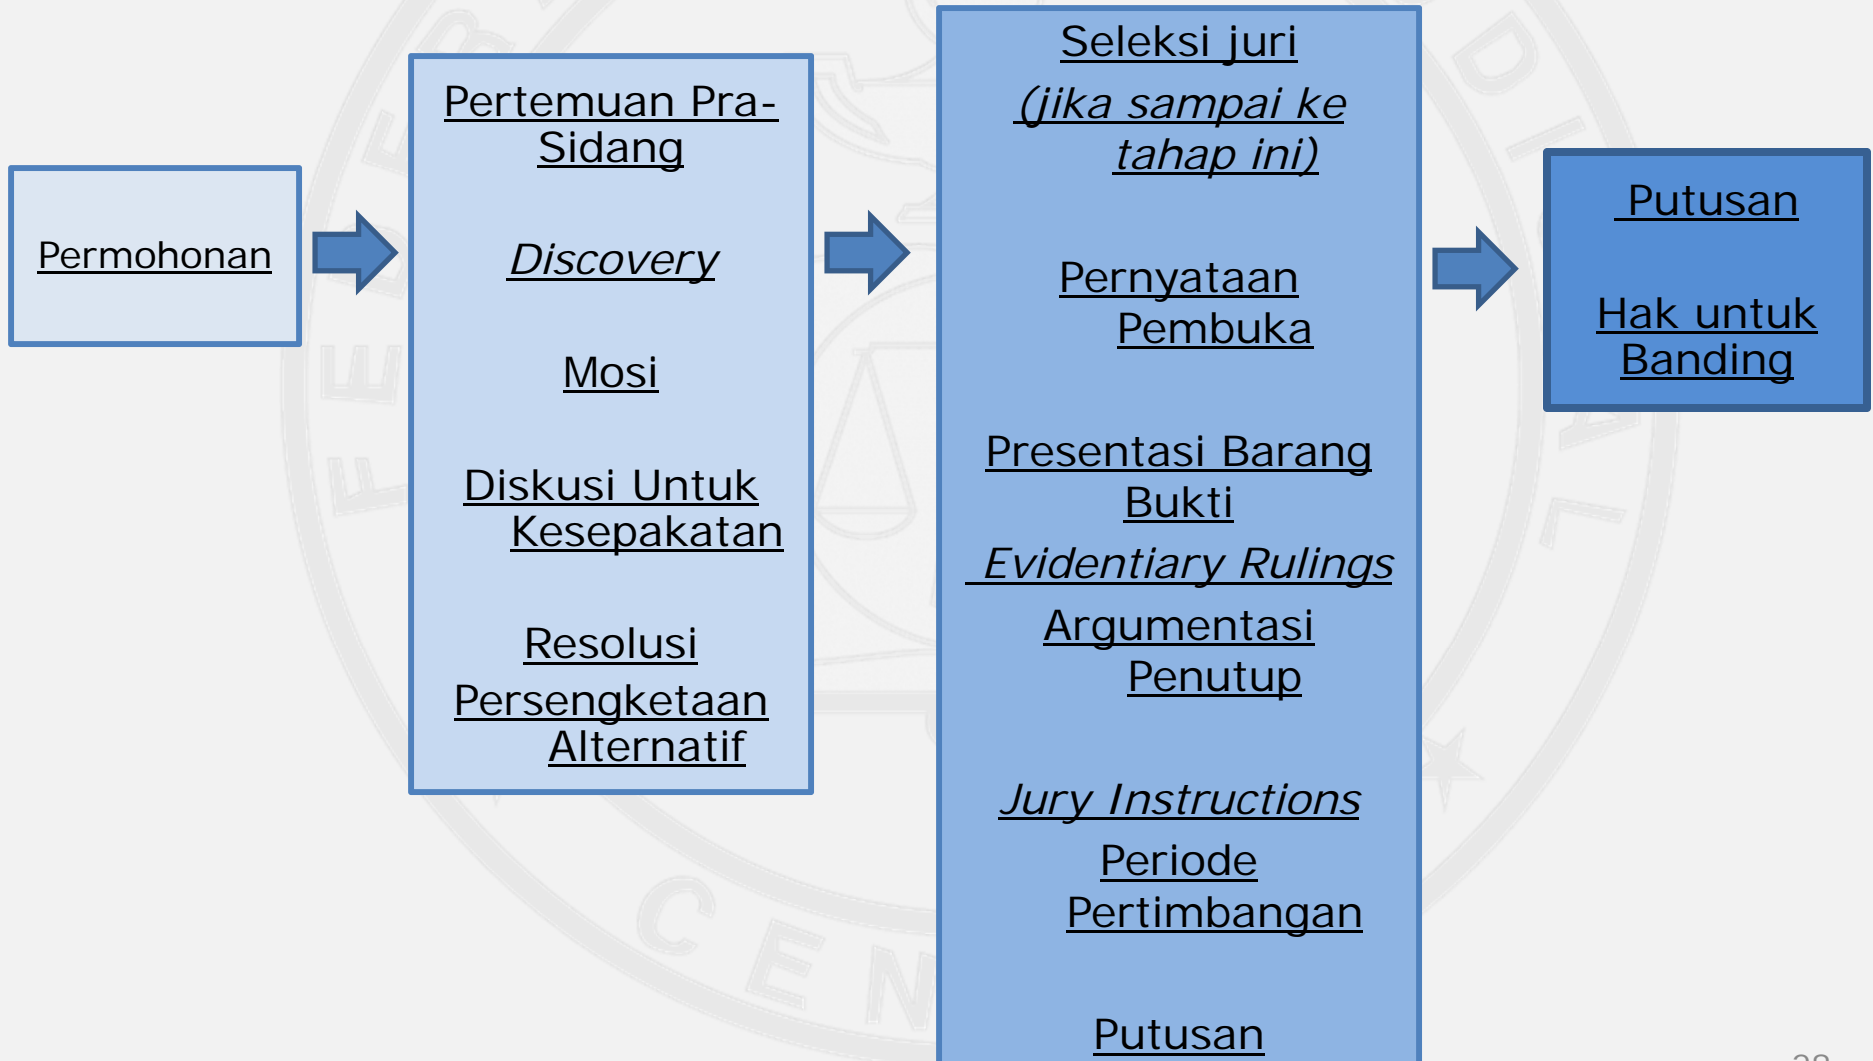 Permohonan
Pertemuan Pra-
Sidang
Discovery
Mosi
Diskusi Untuk
Kesepakatan
Resolusi
Persengketaan
Alternatif
Seleksi juri
(jika sampai ke
tahap ini)
Pernyataan
Pembuka
Presentasi Barang
Bukti
Evidentiary Rulings
Argumentasi
Penutup
Jury Instructions
Periode
Pertimbangan
Putusan
Putusan
Hak untuk
Banding